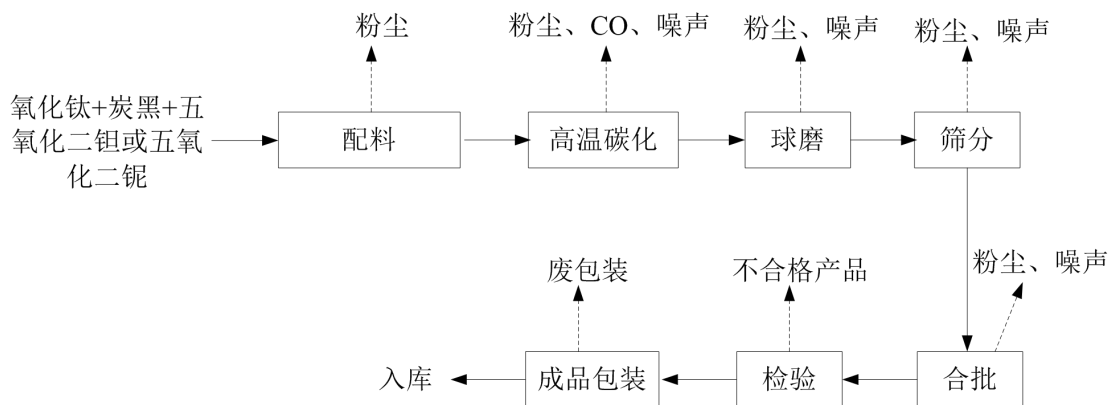 粉尘
粉尘、CO、噪声
粉尘、噪声
粉尘、噪声
氧化钛+炭黑+五
氧化二钽或五氧
化二铌
配料
高温碳化
球磨
筛分
废包装
不合格产品
粉尘、噪声
入库
成品包装
检验
合批